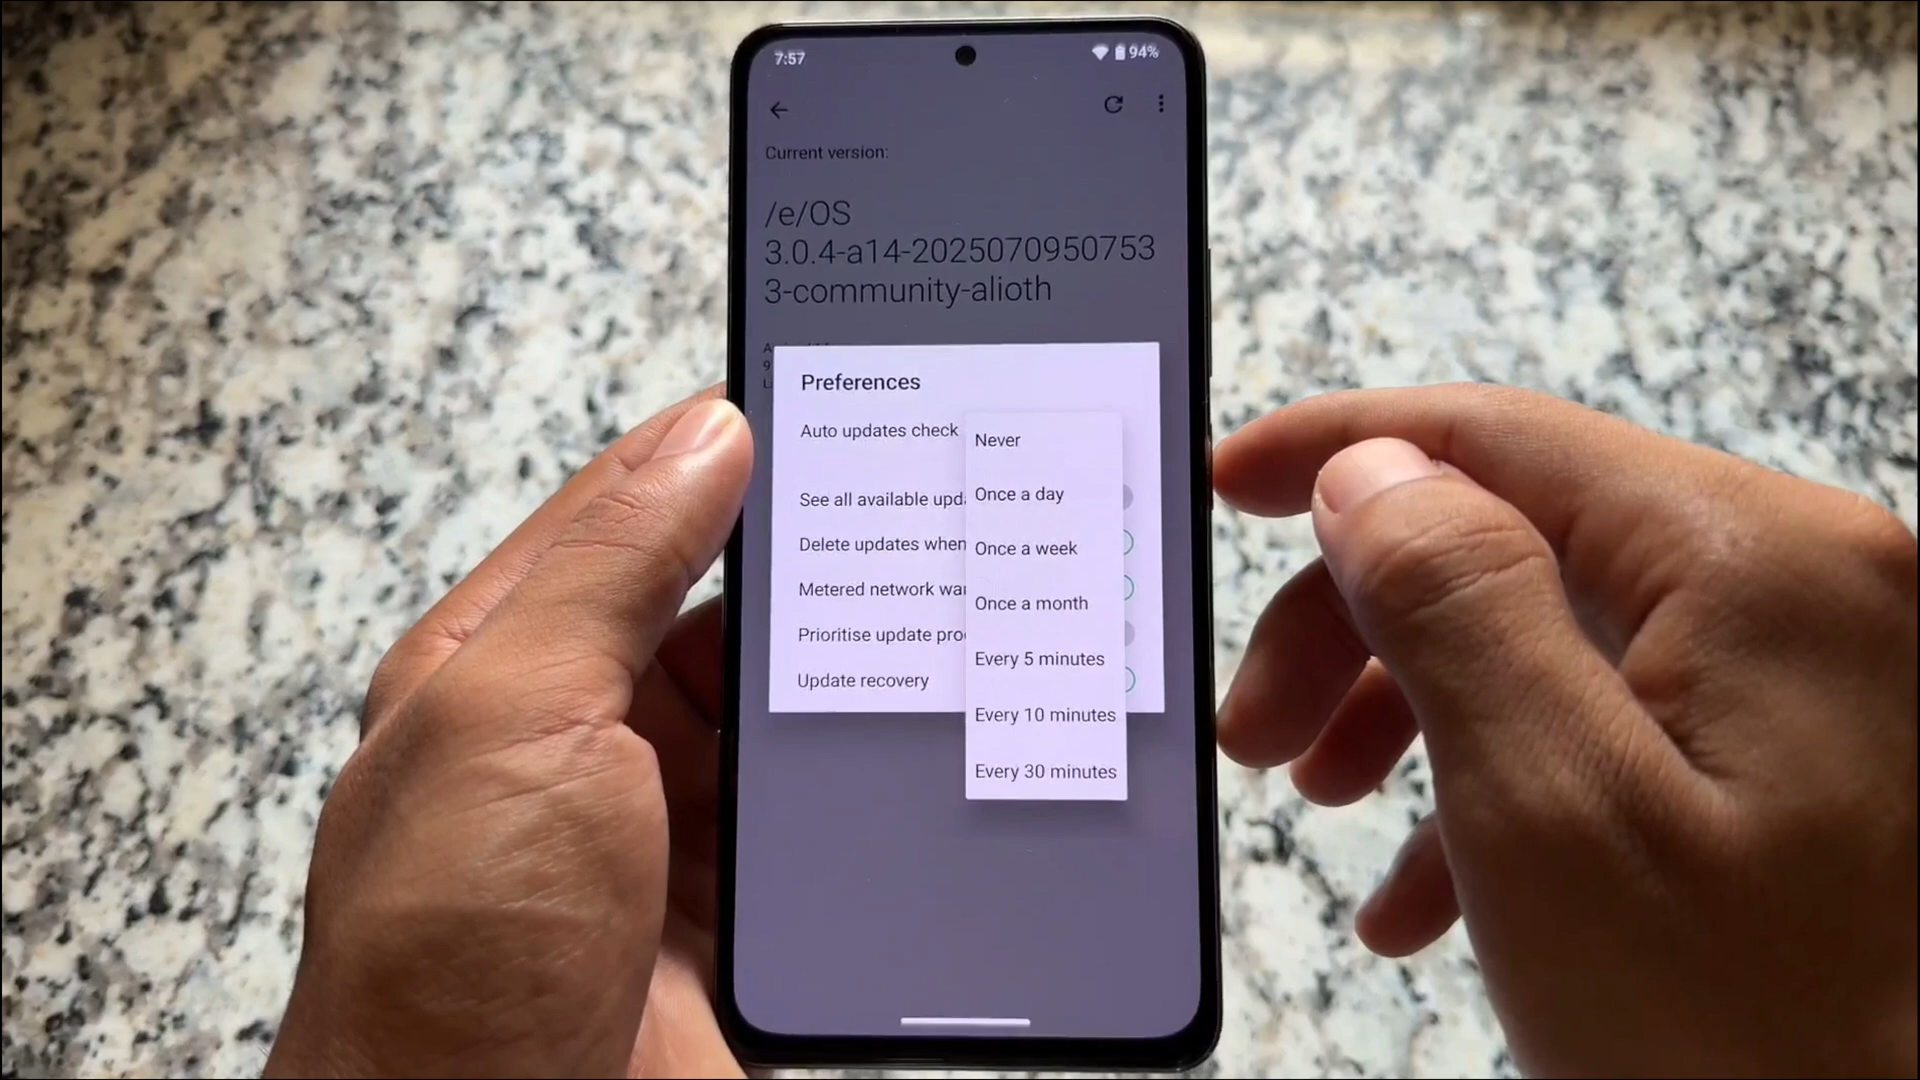 7:57
94%
Current version:
/e/OS
3.0.4-a14-2025070950753
3-community-alioth
Preferences
Auto updates check
Never
Once a day
See all available upda
Delete updates when
Once a week
Metered network wa
Once a month
Prioritise update pro
Every 5 minutes
Update recovery
Every 10 minutes
Every 30 minutes